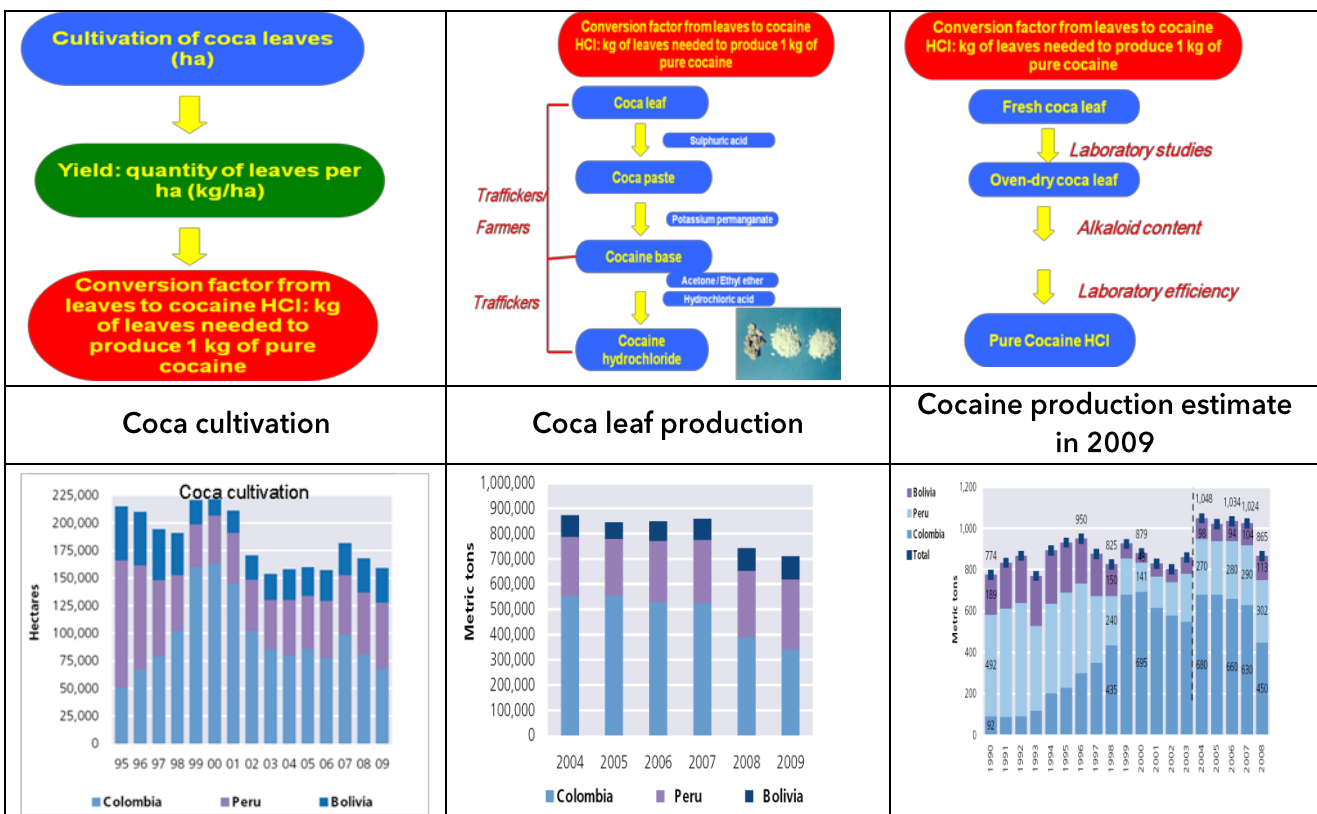 Cultivation of coca leaves
(ha)
Yield: quantity of leaves per
ha (kg/ha)
Conversion factor from
leaves to cocaine HCl: kg
of leaves needed to
produce 1 kg of pure
cocaine
Conversion factor from leaves to cocaine
HCl: kg of leaves needed to produce 1 kg of
pure cocaine
Coca leaf
Sulphuric acid
Coca paste
Traffickers/
Farmers
Potassium permanganate
Cocaine base
Acetone / Ethyl ether
Traffickers
Hydrochloric acid
Cocaine
hydrochloride
Conversion factor from leaves to cocaine
HCl: kg of leaves needed to produce 1 kg of
pure cocaine
Fresh coca leaf
Laboratory studies
Oven-dry coca leaf
Alkaloid content
Laboratory efficiency
Pure Cocaine HCl
Coca cultivation
Coca leaf production
Cocaine production estimate
in 2009
Coca cultivation
Hectares
225,000
200,000
175,000
150,000
125,000
100,000
75,000
50,000
25,000
0
95 96 97 98 99 00 01 02 03 04 05 06 07 08 09
Colombia Peru Bolivia
Metric tons
1,000,000
900,000
800,000
700,000
600,000
500,000
400,000
300,000
200,000
100,000
0
2004 2005 2006 2007 2008 2009
Colombia Peru Bolivia
Bolivia
Peru
Colombia
Total
Metric tons
1,200
1,000
800
600
400
200
0
774
189
492
92
950
825
150
240
435
879
141
695
1,048
98
270
680
1,034
94
280
660
1,024
104
290
630
865
113
302
450
1990 1991 1992 1993 1994 1995 1996 1997 1998 1999 2000 2001 2002 2003 2004 2005 2006 2007 2008